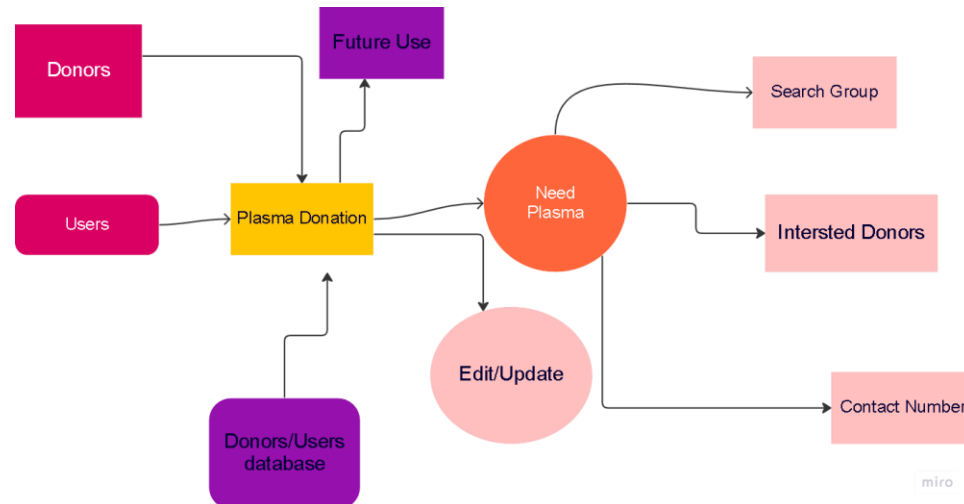 Future Use
Donors
Search Group
Need
Plasma
Plasma Donation
Users
Intersted Donors
Edit/Update
Contact Number
Donors/Users
database
miro